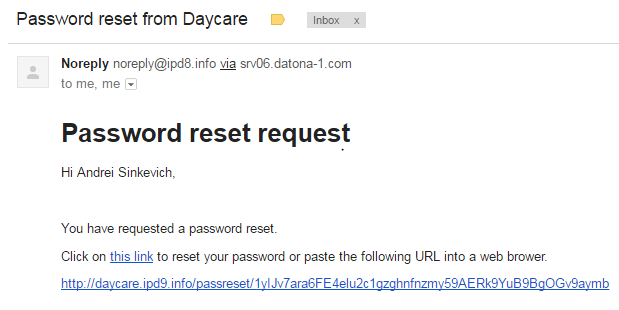 Password reset from Daycare Inbox x
Noreply noreply@ipd8.info via srv06.datona-1.com
to me, me
Password reset request
Hi Andrei Sinkevich,
You have requested a password reset.
Click on this link to reset your password or paste the following URL into a web brower.
http://daycare.ipd9.info/passreset/1ylJv7ara6FE4elu2c1gzghnfnzmy59AERk9YuB9BgOGv9aymb